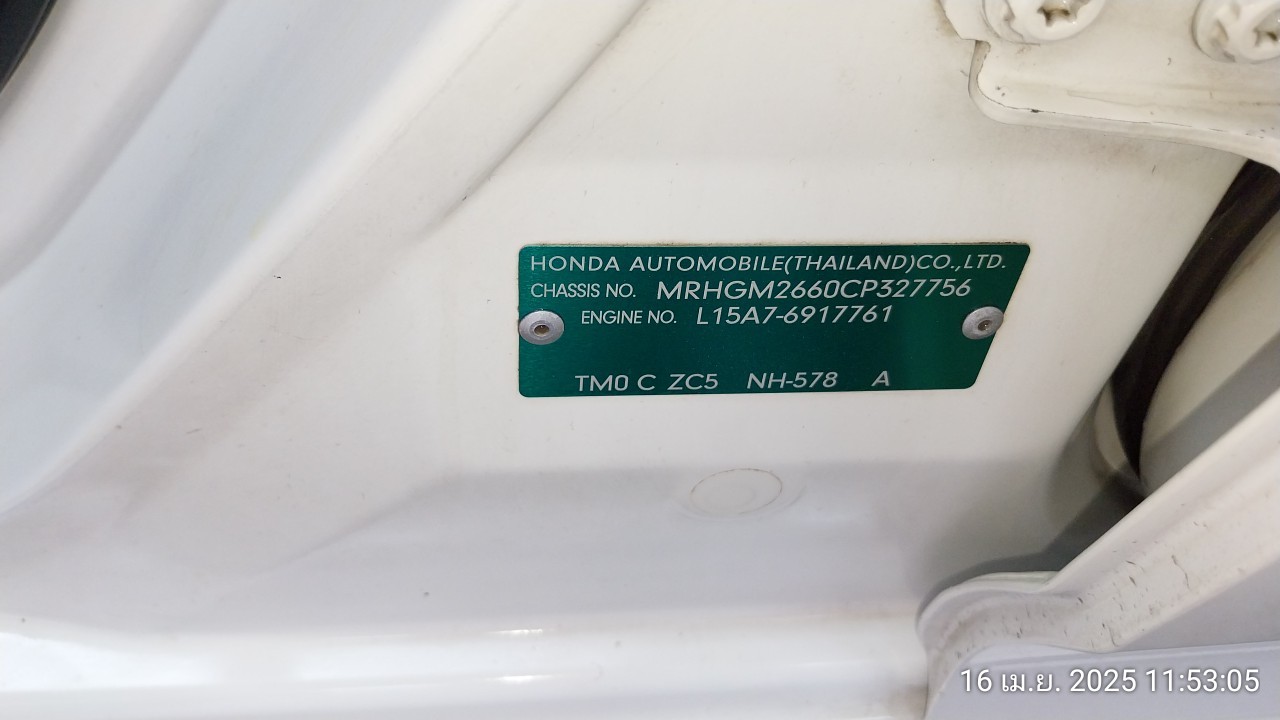 HONDA AUTOMOBILE(THAILAND)CO.,LTD.
CHASSIS NO. MRHGM2660CP327756
ENGINE NO. L15A7-6917761
TM0 C ZC5 NH-578 A
16 เม.ย. 2025 11:53:05